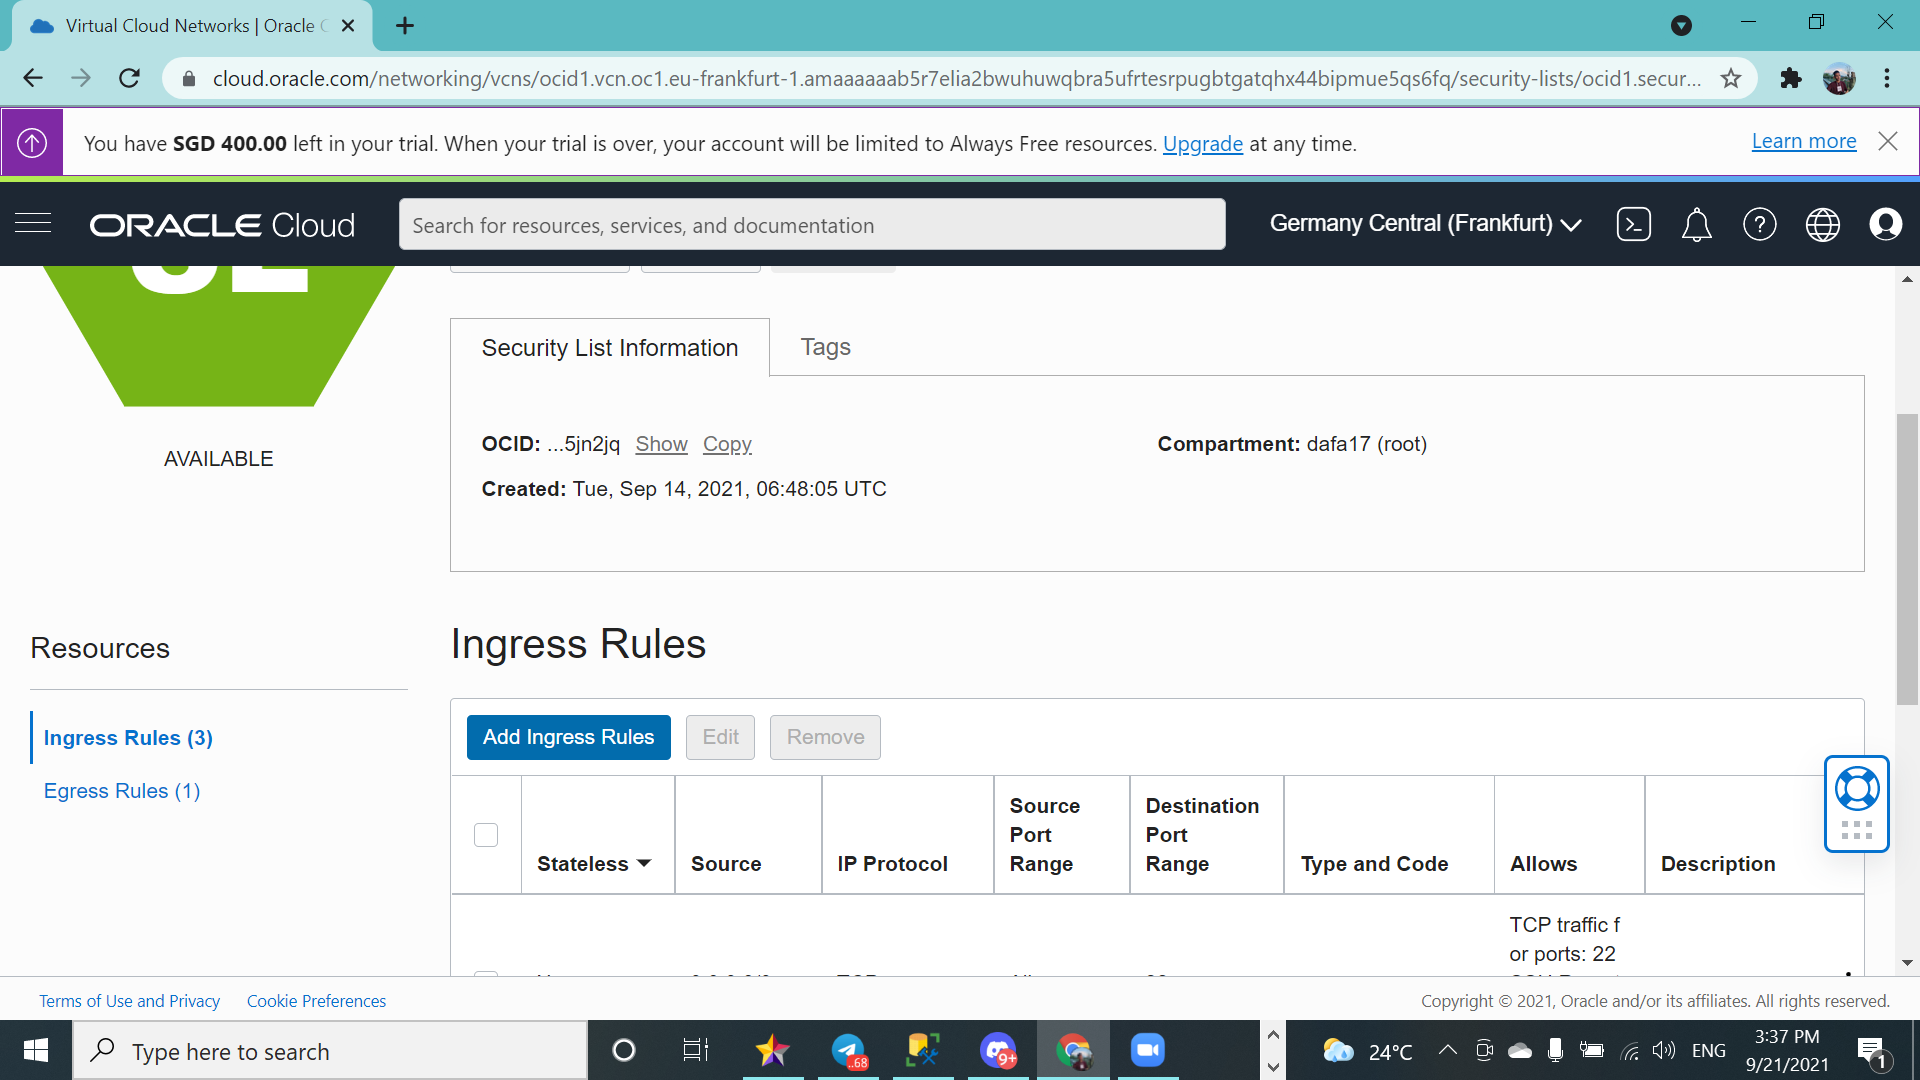 Virtual Cloud Networks | Oracle C
cloud.oracle.com/networking/vcns/ocid1.vcn.oc1.eu-frankfurt-1.amaaaaaab5r7elia2bwuhuwqbra5ufrtesrpugbtgatqhx44bipmue5qs6fq/security-lists/ocid1.secur...
You have SGD 400.00 left in your trial. When your trial is over, your account will be limited to Always Free resources. Upgrade at any time.
Learn more
ORACLE Cloud
Search for resources, services, and documentation
Germany Central (Frankfurt)
AVAILABLE
Security List Information
Tags
OCID: ...5jn2jq Show Copy
Compartment: dafa17 (root)
Created: Tue, Sep 14, 2021, 06:48:05 UTC
Resources
Ingress Rules (3)
Egress Rules (1)
Ingress Rules
Add Ingress Rules Edit Remove
Stateless
Source
IP Protocol
Source
Port
Range
Destination
Port
Range
Type and Code
Allows
Description
TCP traffic f
or ports: 22
Terms of Use and Privacy Cookie Preferences
Copyright © 2021, Oracle and/or its affiliates. All rights reserved.
Type here to search
..68
9+
24°C
ENG
3:37 PM
9/21/2021
1